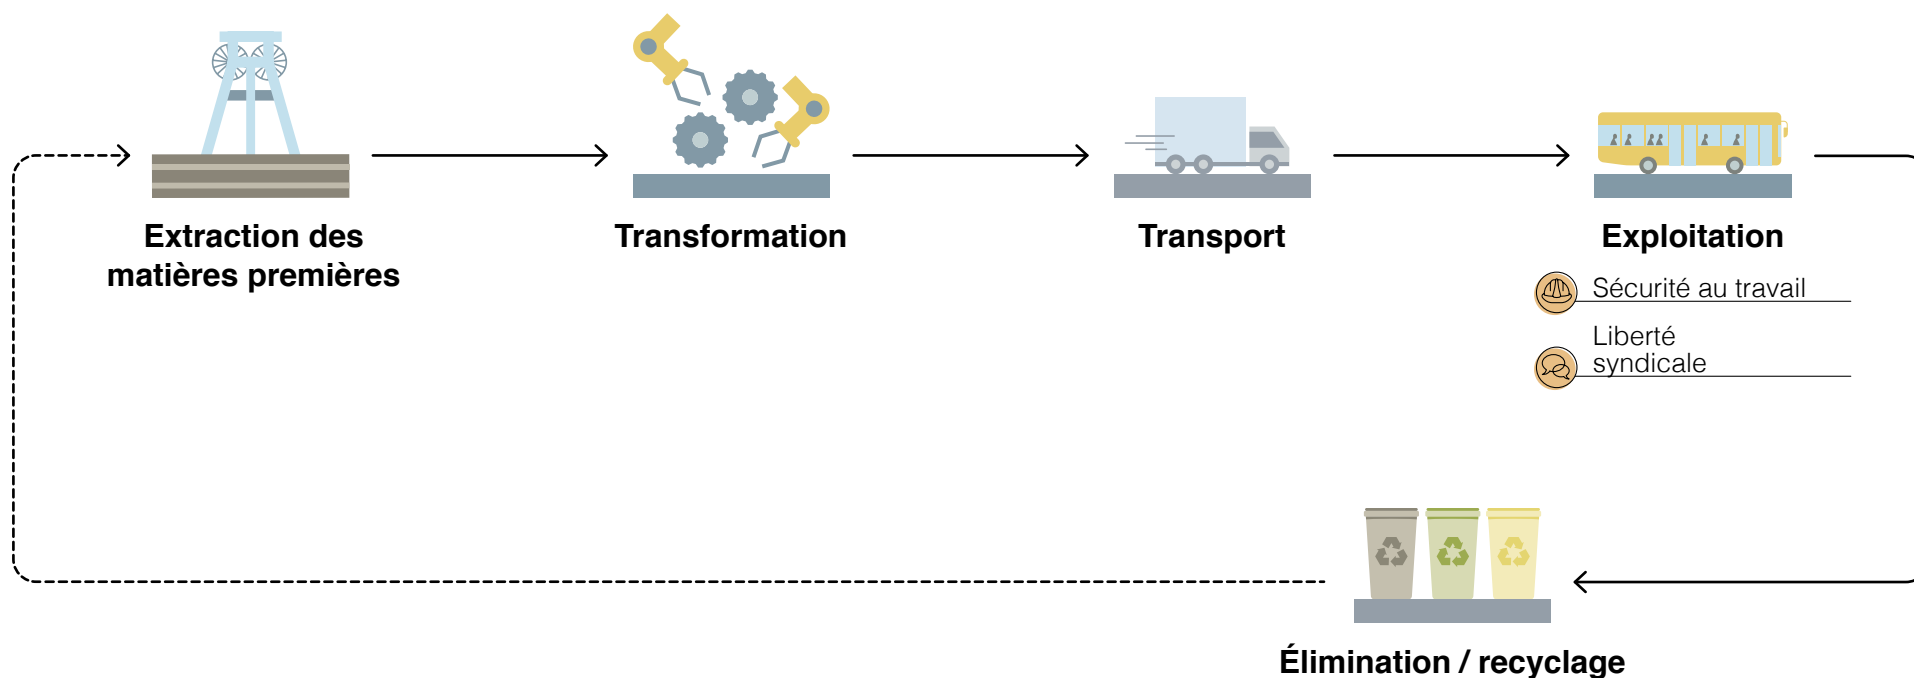 Extraction des
matières premières
Transformation
Transport
Exploitation
Sécurité au travail
Liberté
syndicale
Élimination / recyclage